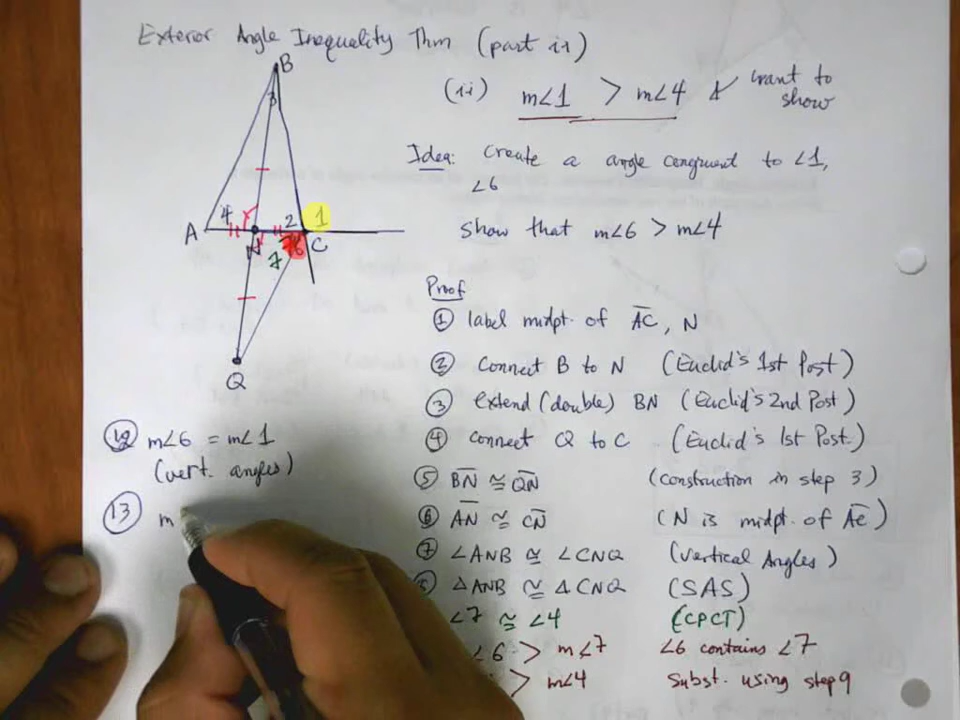 Exterior Angle Inequality Thm (part ii)
B
3
4
2
1
A
N
C
7
6
Q
(ii) m∠1 > m∠4 want to
show
Idea: Create a angle congruent to ∠1,
∠6
show that m∠6 > m∠4
Proof
① label midpt. of AC, N
② Connect B to N (Euclid's 1st Post)
③ extend (double) BN (Euclid's 2nd Post)
④ connect Q to C (Euclid's 1st Post.)
⑤ BN ≅ QN (construction in step 3)
⑥ AN ≅ CN (N is midpt. of AC)
⑦ ∠ANB ≅ ∠CNQ (Vertical Angles)
△ANB ≅ △CNQ (SAS)
∠7 ≅ ∠4 (CPCT)
∠6 > m∠7 ∠6 contains ∠7
> m∠4 Subst. using step 9
⑫ m∠6 = m∠1
(vert. angles)
⑬ m